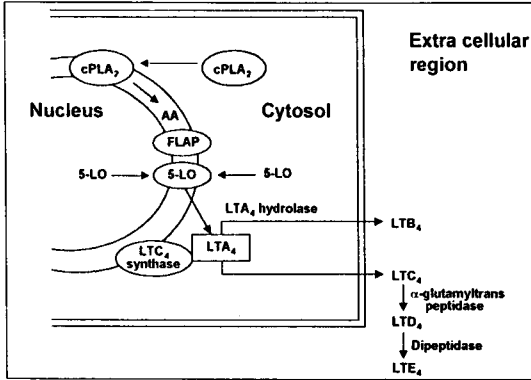 Extra cellular
region
cPLA2
cPLA2
Nucleus
AA
Cytosol
FLAP
5-LO
5-LO
5-LO
LTA4 hydrolase
LTB4
LTC4
synthase
LTA4
LTC4
α-glutamyltrans
peptidase
LTD4
Dipeptidase
LTE4